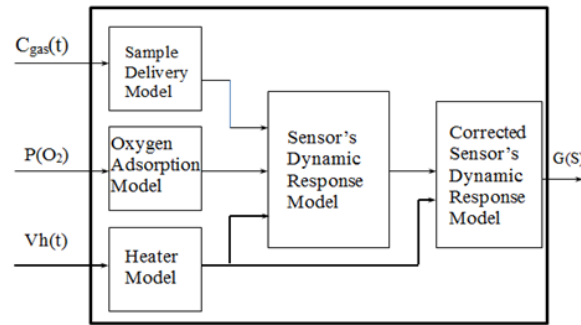 C_gas(t)
Sample
Delivery
Model
P(O₂)
Oxygen
Adsorption
Model
Vh(t)
Heater
Model
Sensor's
Dynamic
Response
Model
Corrected
Sensor's
Dynamic
Response
Model
G(S)